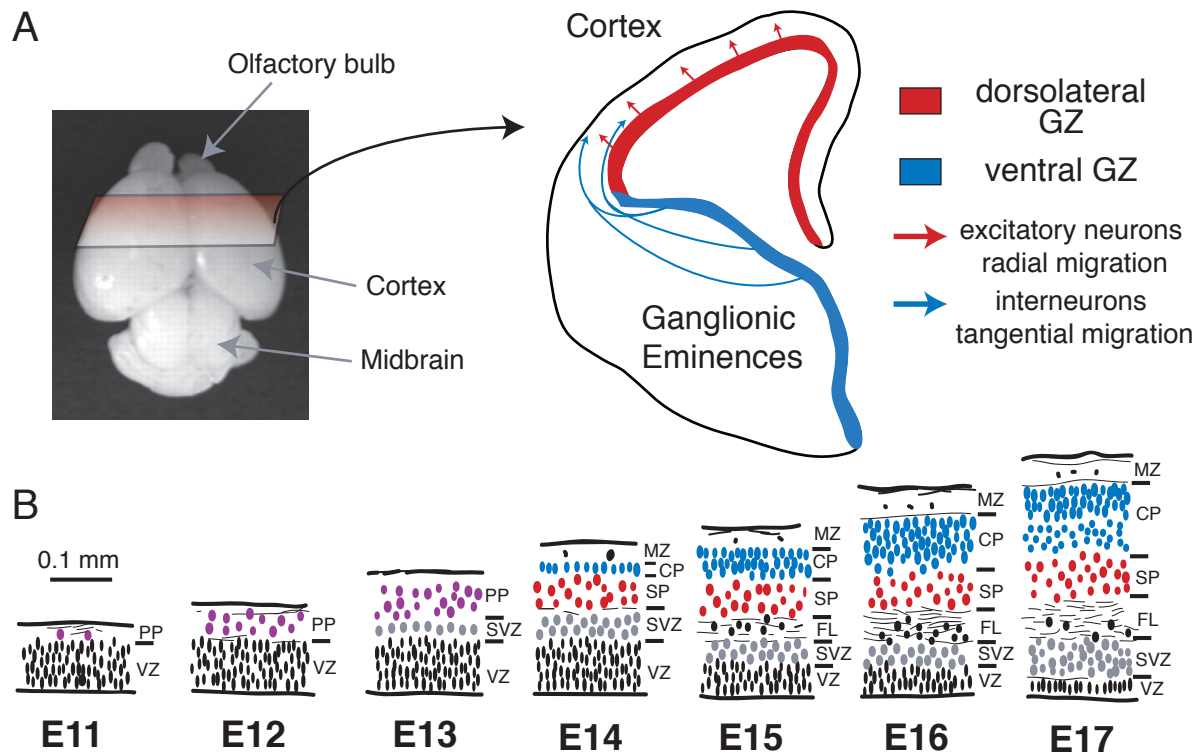 A
Olfactory bulb
Cortex
Midbrain
Cortex
Ganglionic
Eminences
dorsolateral
GZ
ventral GZ
excitatory neurons
radial migration
interneurons
tangential migration
B
0.1 mm
PP
VZ
E11
PP
VZ
E12
PP
SVZ
VZ
E13
MZ
CP
SP
SVZ
VZ
E14
MZ
CP
SP
FL
SVZ
VZ
E15
MZ
CP
SP
FL
SVZ
VZ
E16
MZ
CP
SP
FL
SVZ
VZ
E17